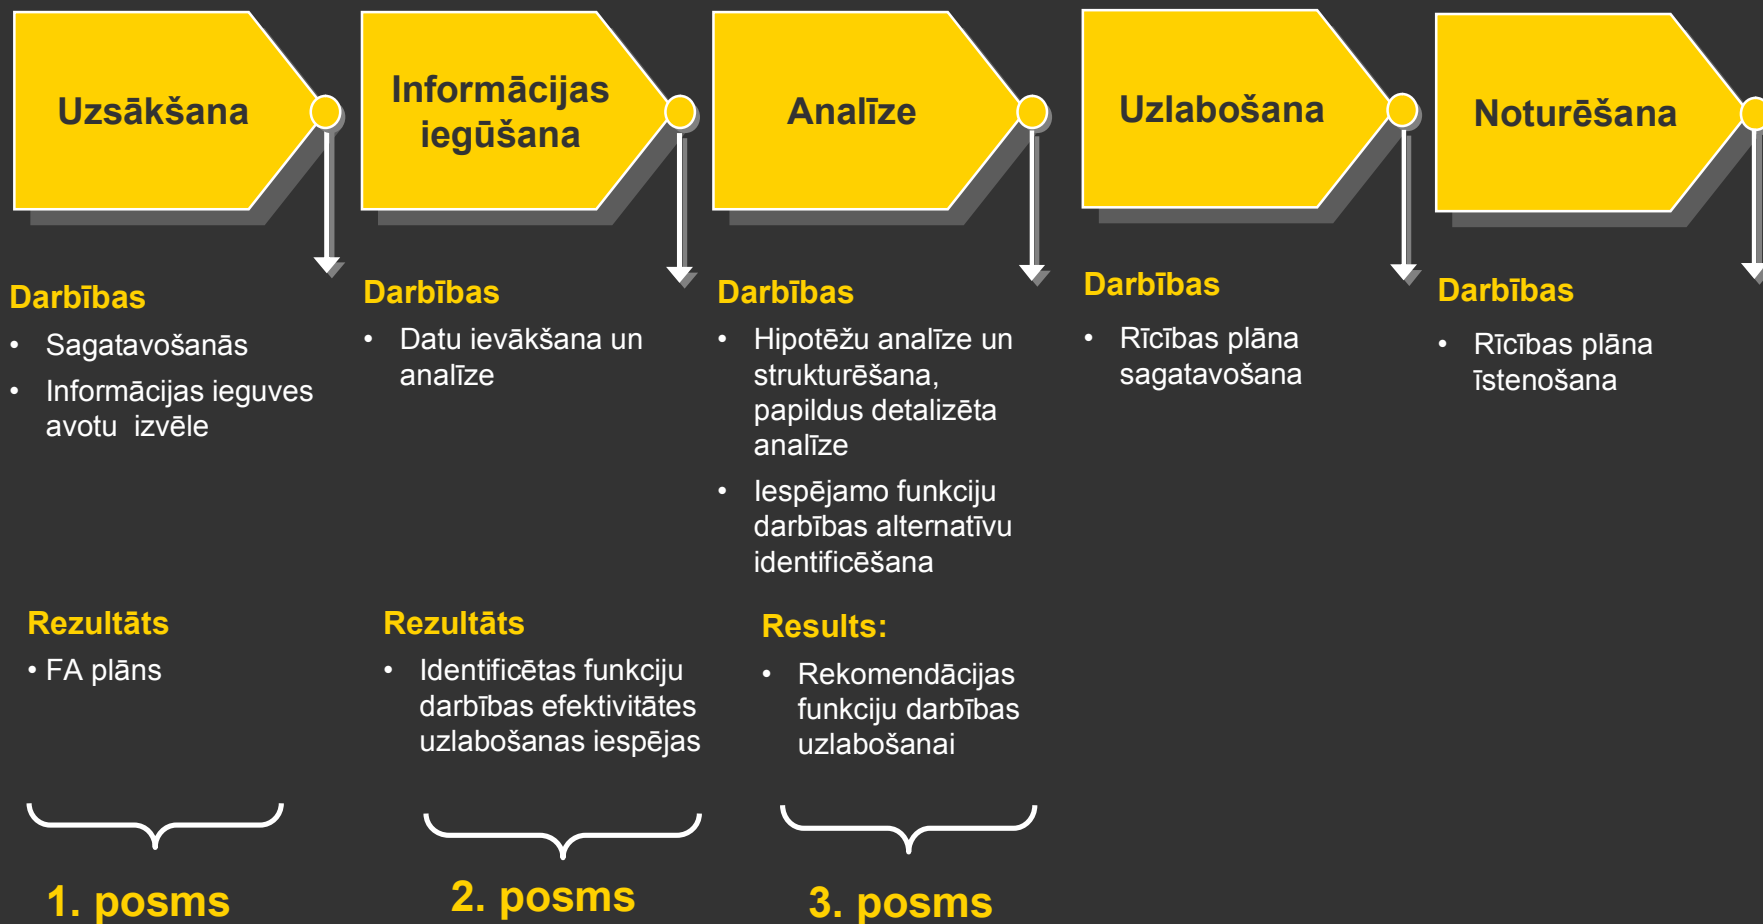 Uzsākšana
Informācijas
iegūšana
Analīze
Uzlabošana
Noturēšana
Darbības
• Sagatavošanās
• Informācijas ieguves
avotu izvēle
Darbības
• Datu ievākšana un
analīze
Darbības
• Hipotēžu analīze un
strukturēšana,
papildus detalizēta
analīze
• Iespējamo funkciju
darbības alternatīvu
identificēšana
Darbības
• Rīcības plāna
sagatavošana
Darbības
• Rīcības plāna
īstenošana
Rezultāts
• FA plāns
Rezultāts
• Identificētas funkciju
darbības efektivitātes
uzlabošanas iespējas
Results:
• Rekomendācijas
funkciju darbības
uzlabošanai
1. posms
2. posms
3. posms